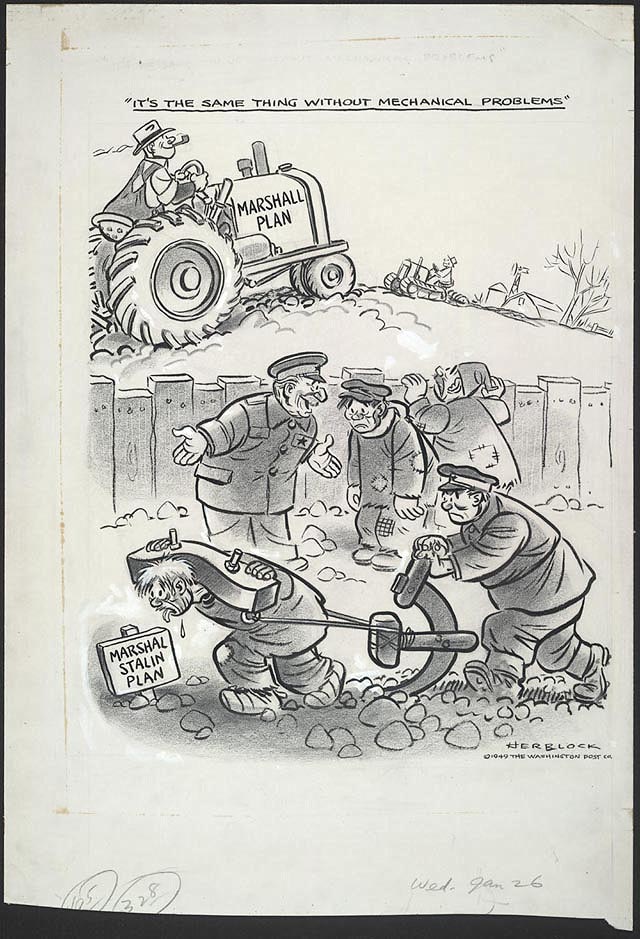 "IT'S THE SAME THING WITHOUT MECHANICAL PROBLEMS"
MARSHALL
PLAN
MARSHAL
STALIN
PLAN
HERBLOCK
©1949 THE WASHINGTON POST CO.
Wed. Jan 26